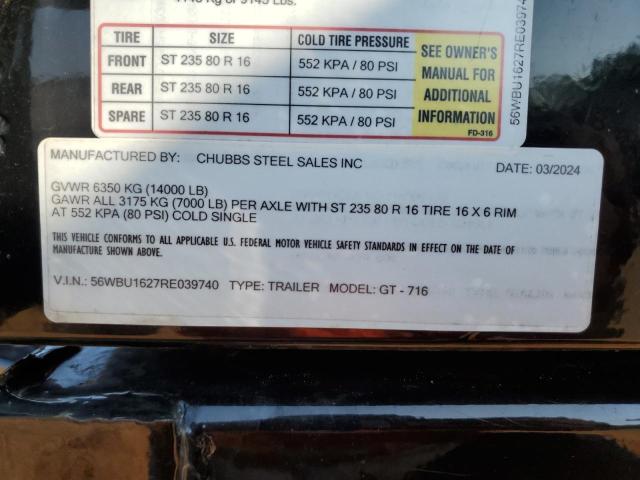 Kg or 9145 Lbs.
TIRE SIZE COLD TIRE PRESSURE
FRONT ST 235 80 R 16 552 KPA / 80 PSI
REAR ST 235 80 R 16 552 KPA / 80 PSI
SPARE ST 235 80 R 16 552 KPA / 80 PSI
SEE OWNER'S
MANUAL FOR
ADDITIONAL
INFORMATION
FD-316
56WBU1627RE03974
MANUFACTURED BY: CHUBBS STEEL SALES INC DATE: 03/2024
GVWR 6350 KG (14000 LB)
GAWR ALL 3175 KG (7000 LB) PER AXLE WITH ST 235 80 R 16 TIRE 16 X 6 RIM
AT 552 KPA (80 PSI) COLD SINGLE
THIS VEHICLE CONFORMS TO ALL APPLICABLE U.S. FEDERAL MOTOR VEHICLE SAFETY STANDARDS IN EFFECT ON THE DATE OF
MANUFACTURE SHOWN ABOVE.
V.I.N.: 56WBU1627RE039740 TYPE: TRAILER MODEL: GT - 716